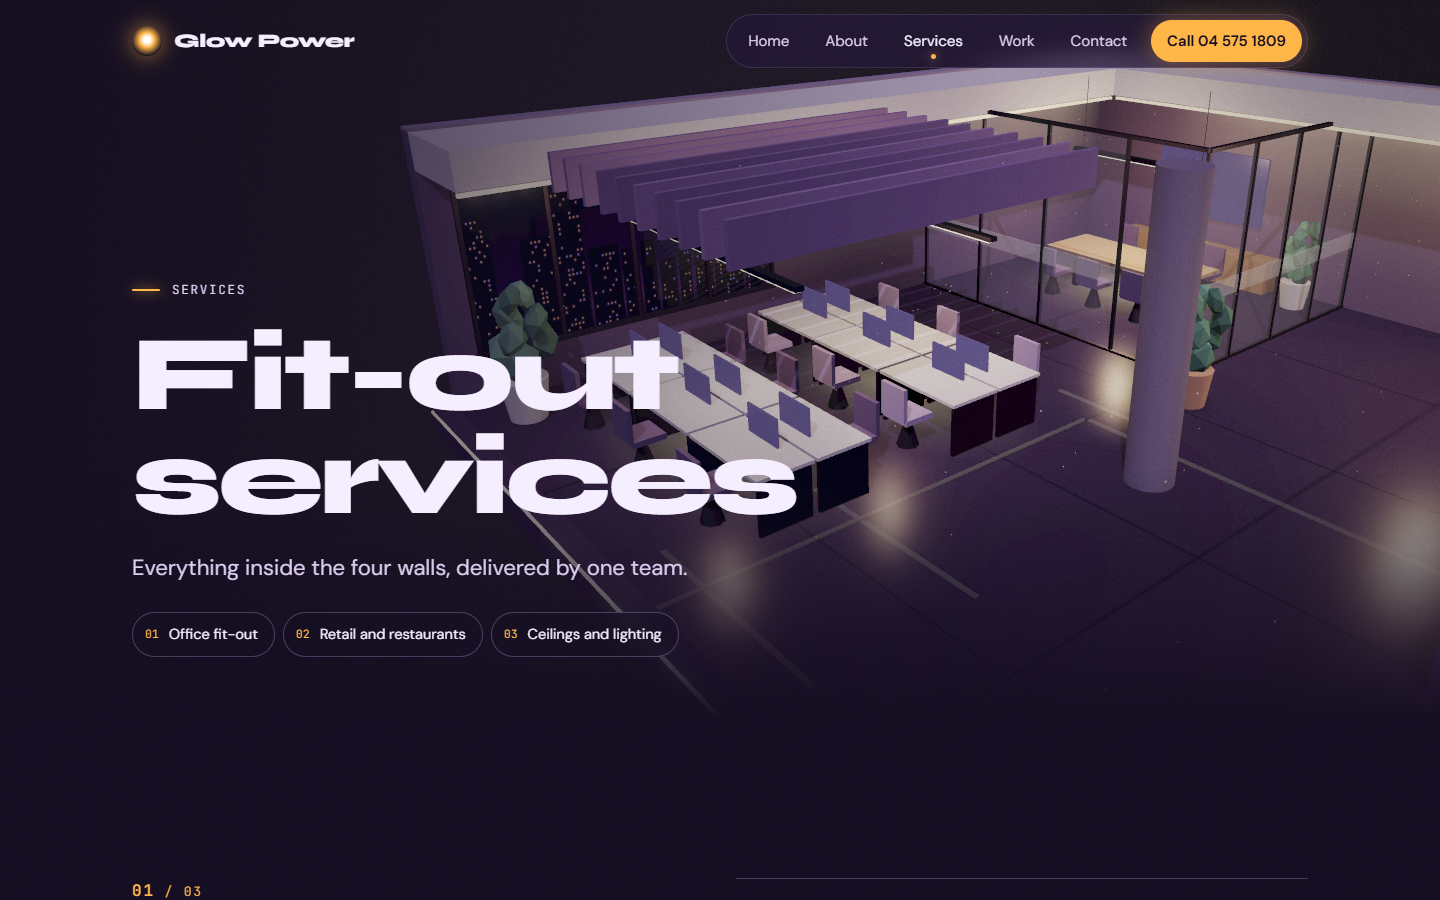 Glow Power
Home
About
Services
Work
Contact
Call 04 575 1809
SERVICES
Fit-out
services
Everything inside the four walls, delivered by one team.
01 Office fit-out
02 Retail and restaurants
03 Ceilings and lighting
01 / 03